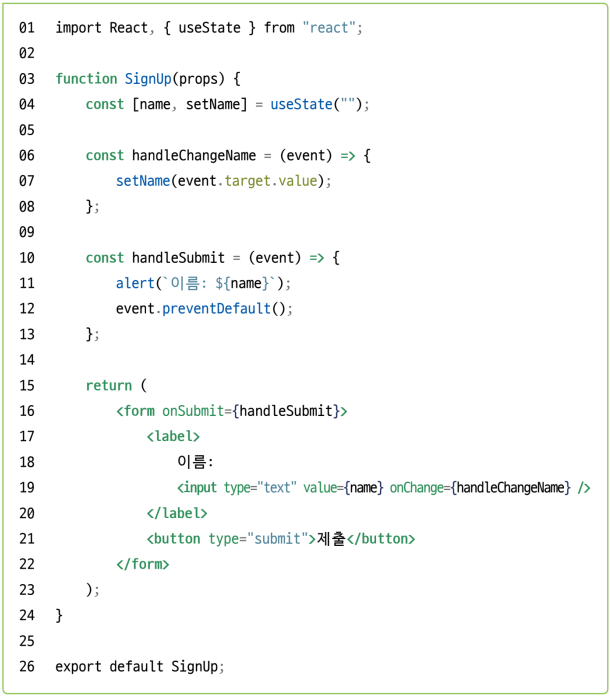 01 import React, { useState } from "react";
02
03 function SignUp(props) {
04     const [name, setName] = useState("");
05
06     const handleChangeName = (event) => {
07         setName(event.target.value);
08     };
09
10     const handleSubmit = (event) => {
11         alert(`이름: ${name}`);
12         event.preventDefault();
13     };
14
15     return (
16         <form onSubmit={handleSubmit}>
17             <label>
18                 이름:
19                 <input type="text" value={name} onChange={handleChangeName} />
20             </label>
21             <button type="submit">제출</button>
22         </form>
23     );
24 }
25
26 export default SignUp;